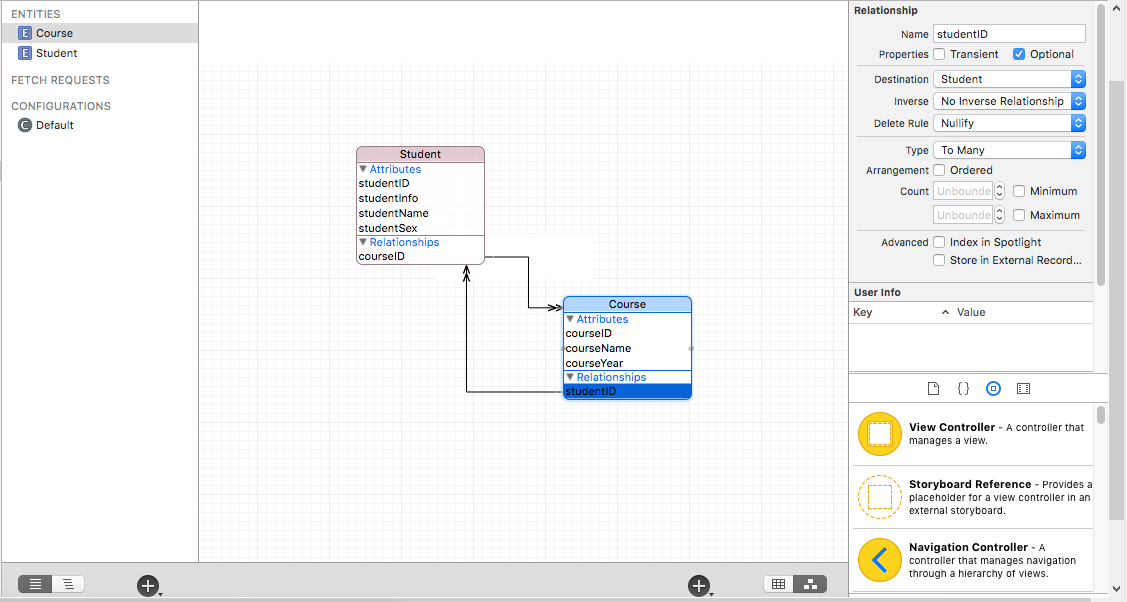 ENTITIES
E Course
E Student
FETCH REQUESTS
CONFIGURATIONS
C Default
Student
Attributes
studentID
studentInfo
studentName
studentSex
Relationships
courseID
Course
Attributes
courseID
courseName
courseYear
Relationships
studentID
Relationship
Name studentID
Properties Transient Optional
Destination Student
Inverse No Inverse Relationship
Delete Rule Nullify
Type To Many
Arrangement Ordered
Count Unbounde Minimum
Unbounde Maximum
Advanced Index in Spotlight
Store in External Record...
User Info
Key Value
{ }
View Controller - A controller that
manages a view.
Storyboard Reference - Provides a
placeholder for a view controller in an
external storyboard.
Navigation Controller - A
controller that manages navigation
through a hierarchy of views.